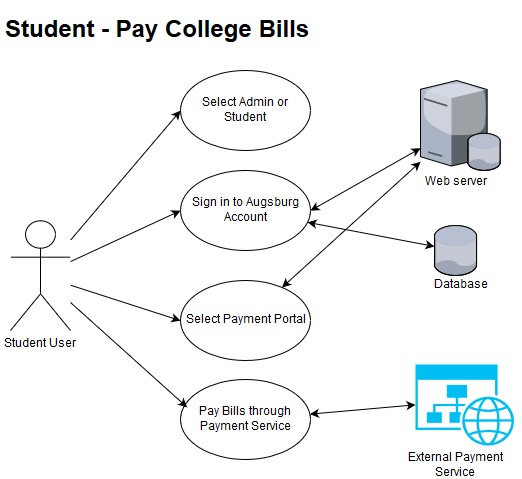 Student - Pay College Bills
Select Admin or
Student
Web server
Sign in to Augsburg
Account
Database
Student User
Select Payment Portal
Pay Bills through
Payment Service
External Payment
Service